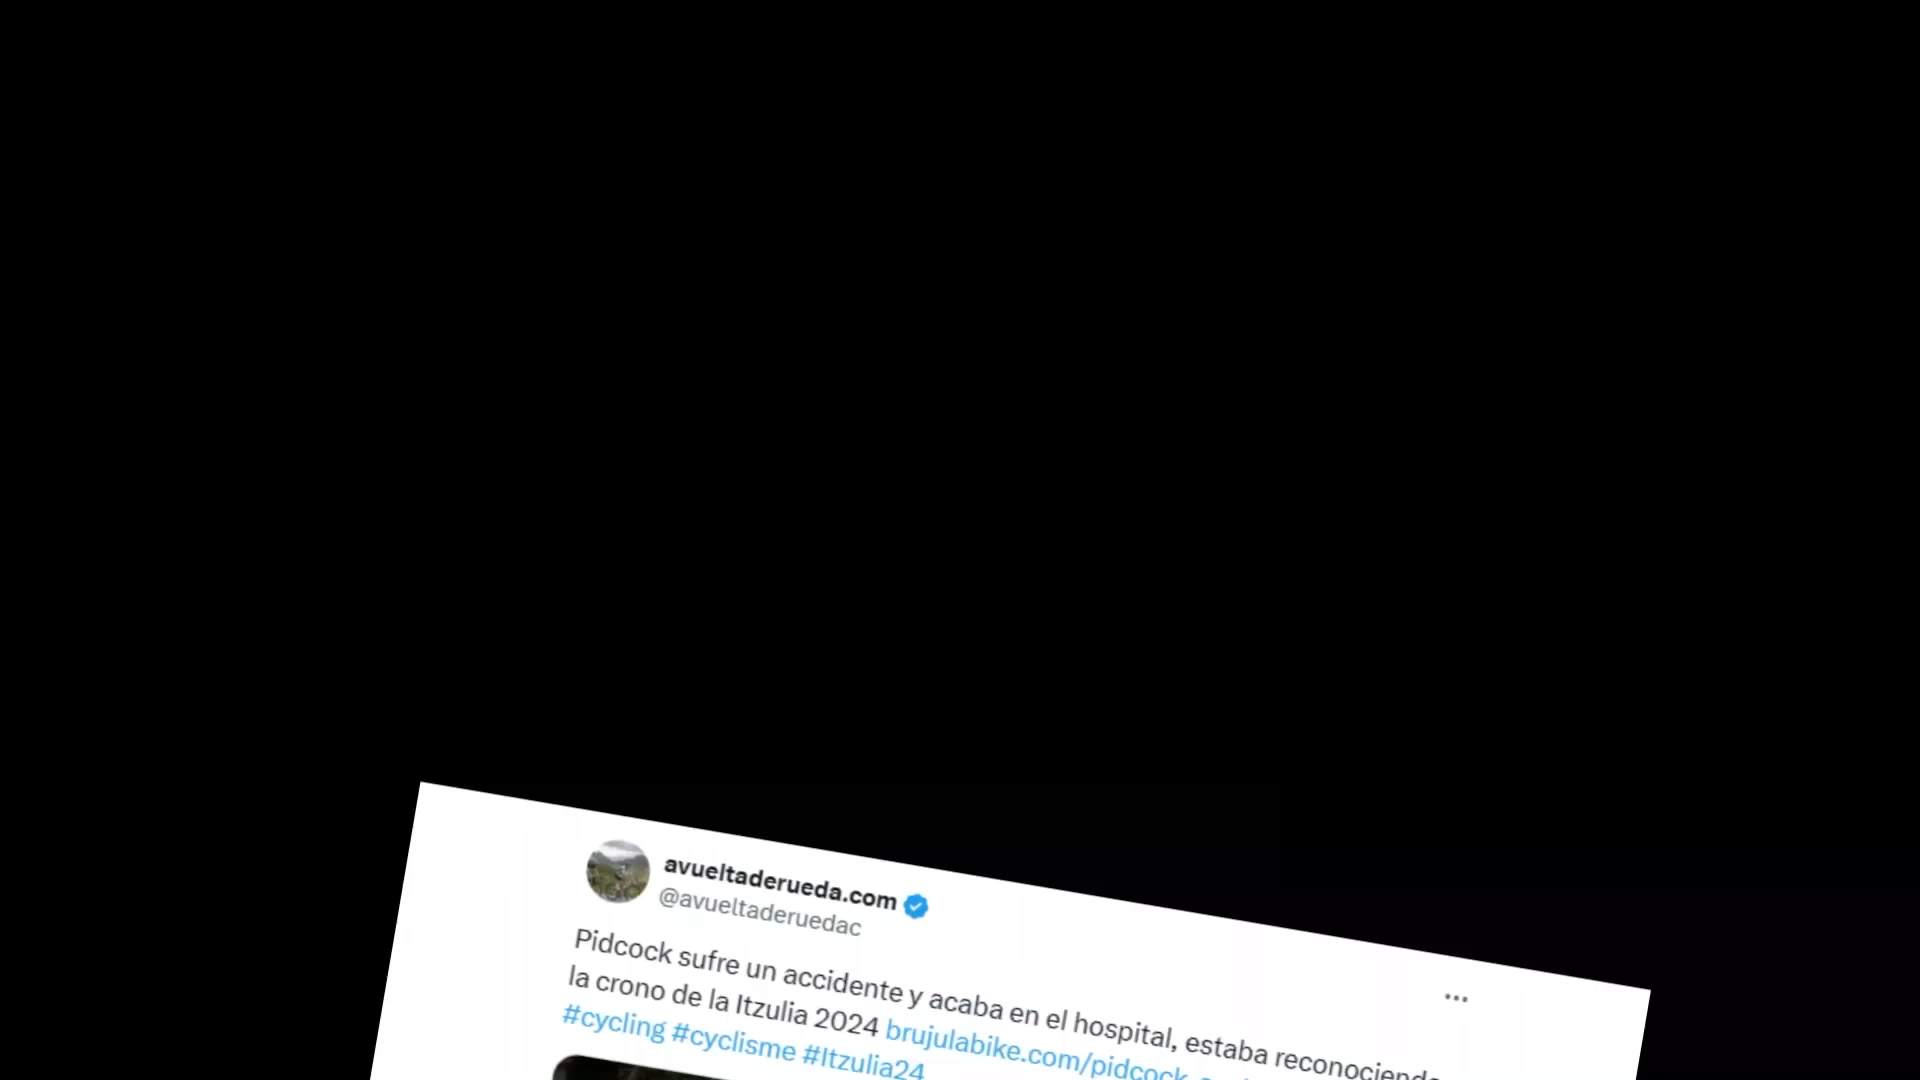 avueltaderueda.com
@avueltaderuedac
Pidcock sufre un accidente y acaba en el hospital, estaba reconociendo
la crono de la Itzulia 2024 brujulabike.com/pidcock-
#cycling #cyclisme #Itzulia24